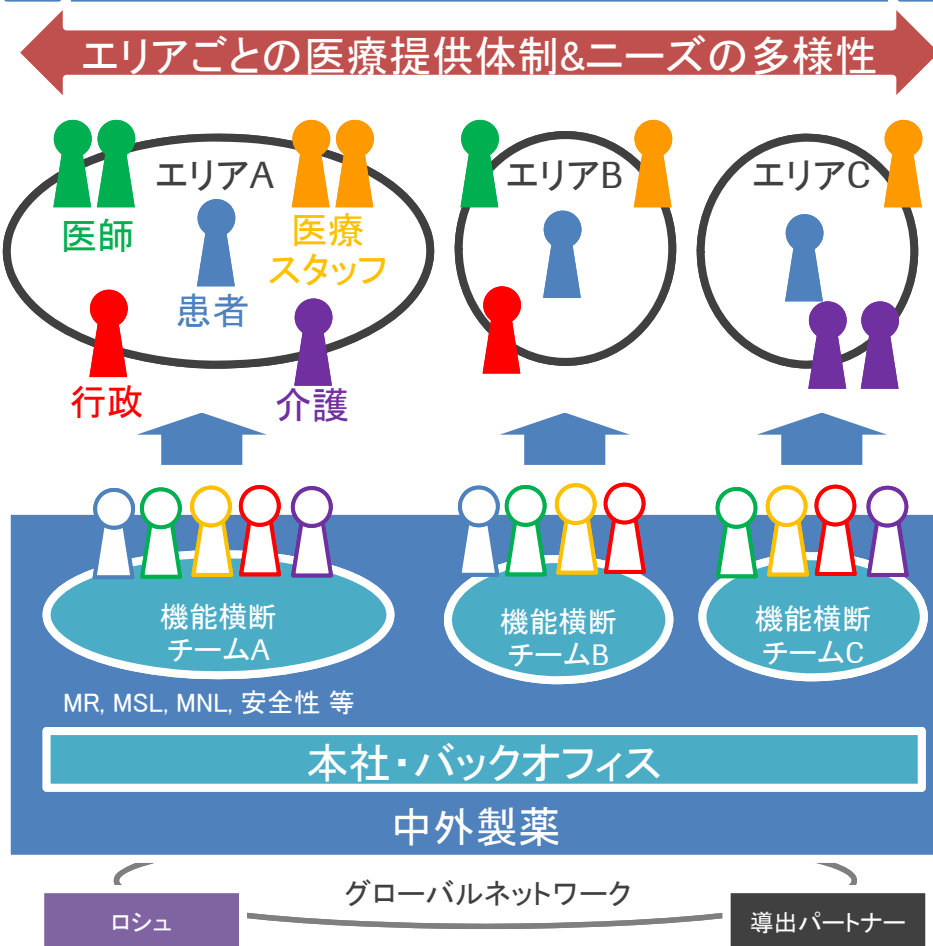 エリアごとの医療提供体制&ニーズの多様性
エリアA
医師
医療
スタッフ
患者
行政
介護
エリアB
エリアC
機能横断
チームA
機能横断
チームB
機能横断
チームC
MR, MSL, MNL, 安全性 等
本社・バックオフィス
中外製薬
グローバルネットワーク
ロシュ
導出パートナー